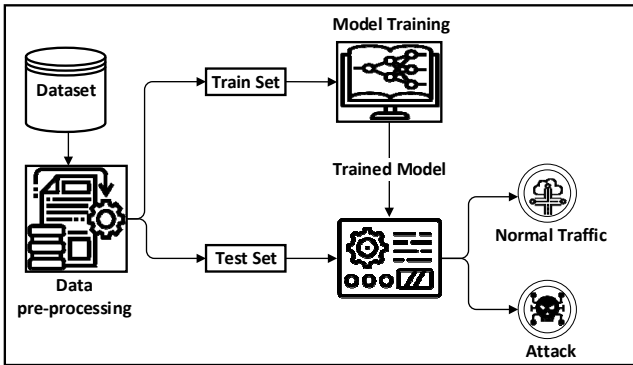 Model Training
Dataset
Train Set
Trained Model
Normal Traffic
Test Set
Data
pre-processing
Attack